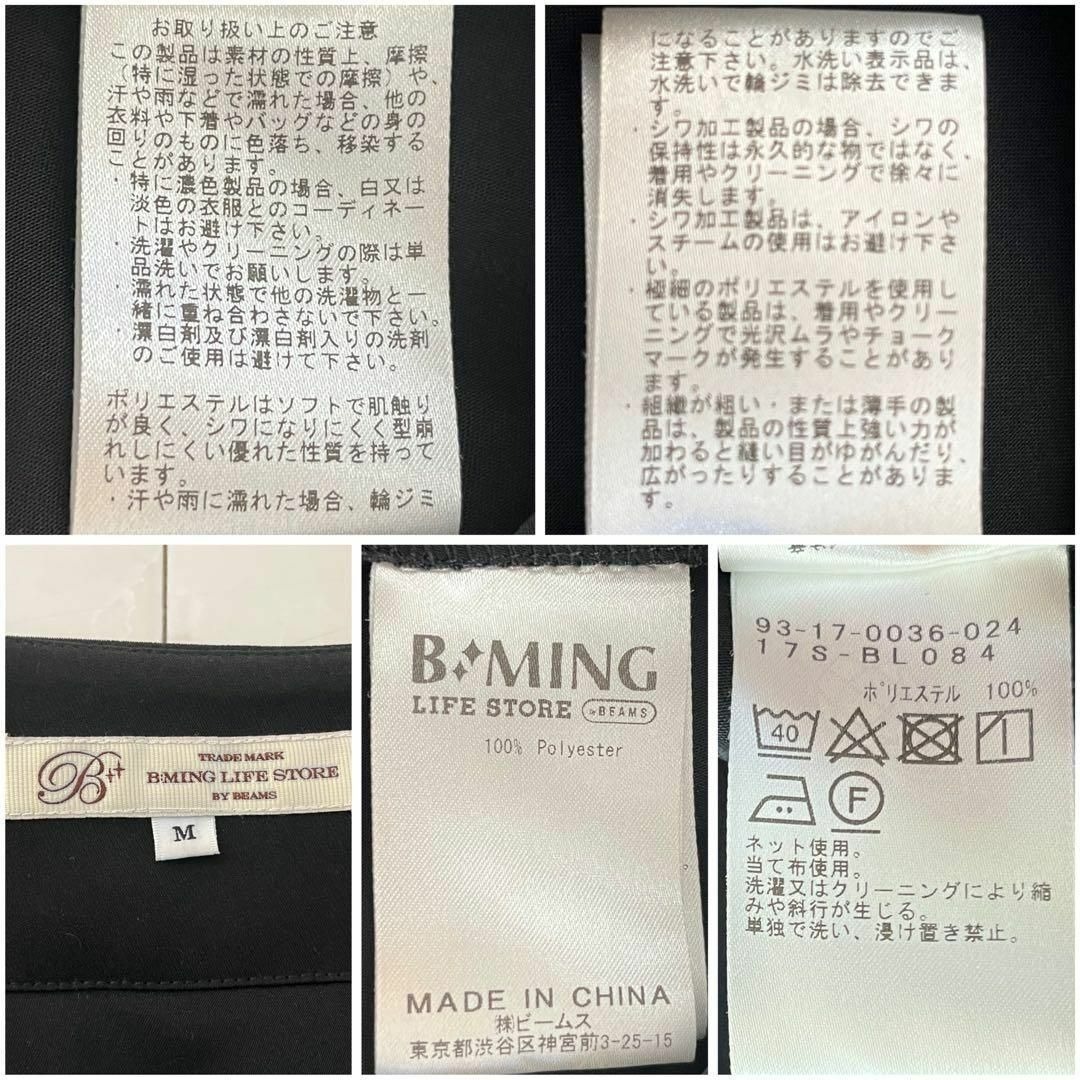 お取り扱い上のご注意
この製品は素材の性質上、摩擦
（特に湿った状態での摩擦）や、
汗や雨などで濡れた場合、他の
衣料や下着やバッグなどの身の
回りのものに色落ち、移染する
ことがあります。
・特に濃色製品の場合、白又は
淡色の衣服とのコーディネー
トはお避け下さい。
・洗濯やクリーニングの際は単
品洗いでお願いします。
・濡れた状態で他の洗濯物と一
緒に重ね合わさないで下さい。
・漂白剤及び漂白剤入りの洗剤
のご使用は避けて下さい。
ポリエステルはソフトで肌触り
が良く、シワになりにくく型崩
れしにくい優れた性質を持って
います。
・汗や雨に濡れた場合、輪ジミ
になることがありますのでご
注意下さい。水洗い表示品は、
水洗いで輪ジミは除去できま
す。
・シワ加工製品の場合、シワの
保持性は永久的な物ではなく、
着用やクリーニングで徐々に
消失します。
・シワ加工製品は、アイロンや
スチームの使用はお避け下さ
い。
・極細のポリエステルを使用し
ている製品は、着用やクリー
ニングで光沢ムラやチョーク
マークが発生することがあり
ます。
・組織が粗い・または薄手の製
品は、製品の性質上強い力が
加わると縫い目がゆがんだり、
広がったりすることがありま
す。
TRADE MARK
B:MING LIFE STORE
BY BEAMS
M
B:MING
LIFE STORE by BEAMS
100% Polyester
MADE IN CHINA
㈱ビームス
東京都渋谷区神宮前3-25-15
93-17-0036-024
17S-BL084
ポリエステル 100%
40
F
ネット使用。
当て布使用。
洗濯又はクリーニングにより縮
みや斜行が生じる。
単独で洗い、浸け置き禁止。